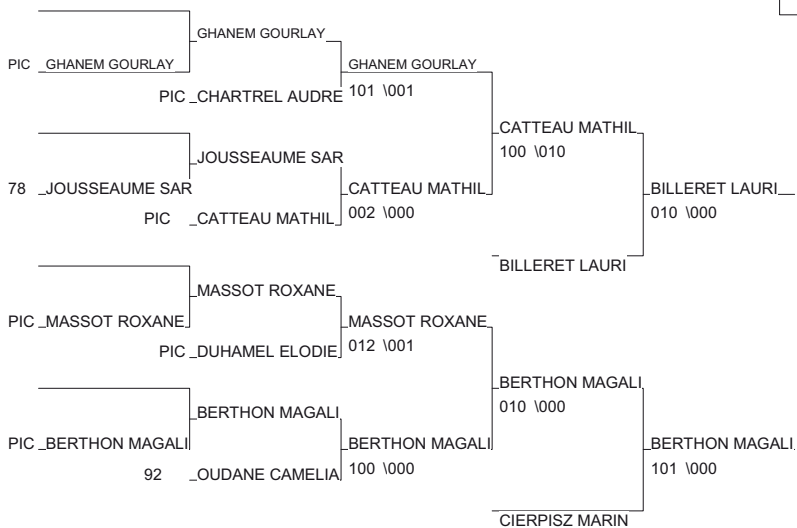 GHANEM GOURLAY
PIC GHANEM GOURLAY GHANEM GOURLAY
PIC CHARTREL AUDRE 101 \001
CATTEAU MATHIL
100 \010
JOUSSEAUME SAR
78 JOUSSEAUME SAR CATTEAU MATHIL BILLERET LAURI
PIC CATTEAU MATHIL 002 \000 010 \000
BILLERET LAURI
MASSOT ROXANE
PIC MASSOT ROXANE MASSOT ROXANE
PIC DUHAMEL ELODIE 012 \001
BERTHON MAGALI
010 \000
BERTHON MAGALI
PIC BERTHON MAGALI BERTHON MAGALI BERTHON MAGALI
92 OUDANE CAMELIA 100 \000 101 \000
CIERPISZ MARIN